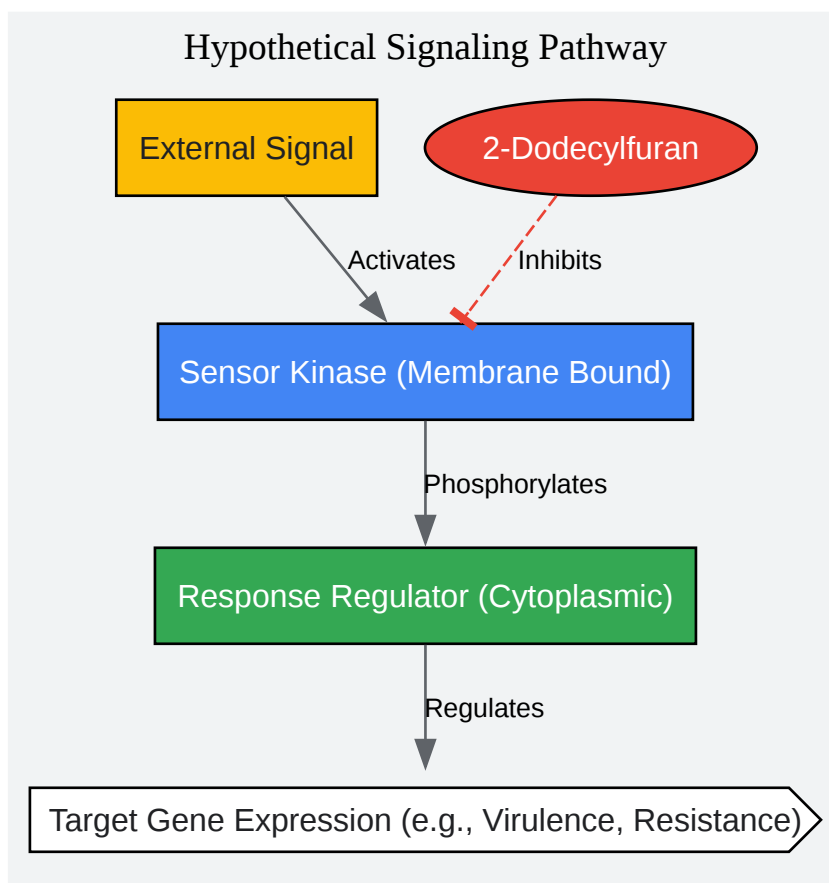 Hypothetical Signaling Pathway
External Signal
2-Dodecylfuran
Activates
Inhibits
Sensor Kinase (Membrane Bound)
Phosphorylates
Response Regulator (Cytoplasmic)
Regulates
Target Gene Expression (e.g., Virulence, Resistance)